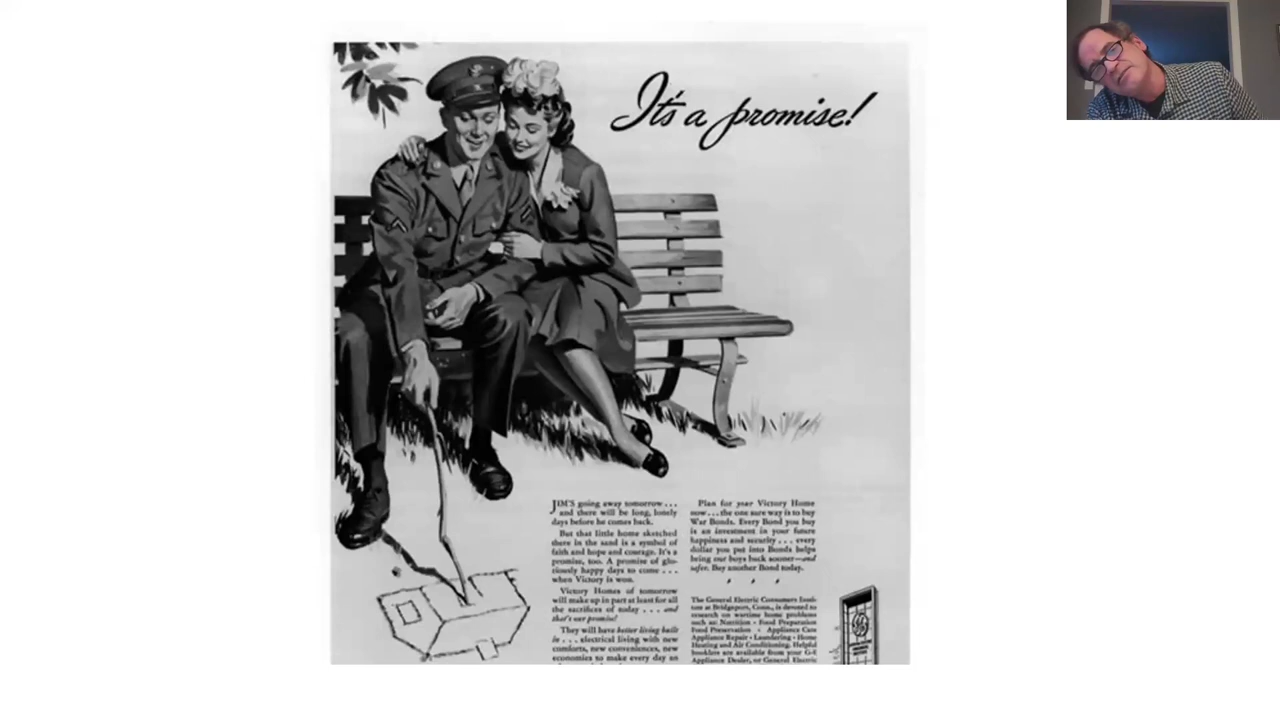 It's a promise!
JIM'S going away tomorrow . . .
and there will be long, lonely
days before he comes back.
But that little home sketched
there in the sand is a symbol of
faith and hope and courage. It's a
promise, too. A promise of glo-
riously happy days to come . . .
when Victory is won.
Victory Homes of tomorrow
will make up in part at least for all
the sacrifices of today . . . and
that's our promise!
They will have better living built
in . . . electrical living with new
comforts, new conveniences, new
economies to make every day an
Plan for your Victory Home
now . . . the one sure way is to buy
War Bonds. Every Bond you buy
is an investment in your future
happiness and security . . . every
dollar you put into Bonds helps
bring our boys back sooner—and
safer. Buy another Bond today.
The General Electric Consumers Insti-
tute at Bridgeport, Conn., is devoted to
research on wartime home problems
such as: Nutrition • Food Preparation
Food Preservation • Appliance Care
Appliance Repair • Laundering • Home
Heating and Air Conditioning. Helpful
booklets are available from your G-E
Appliance Dealer, or General Electric
GE